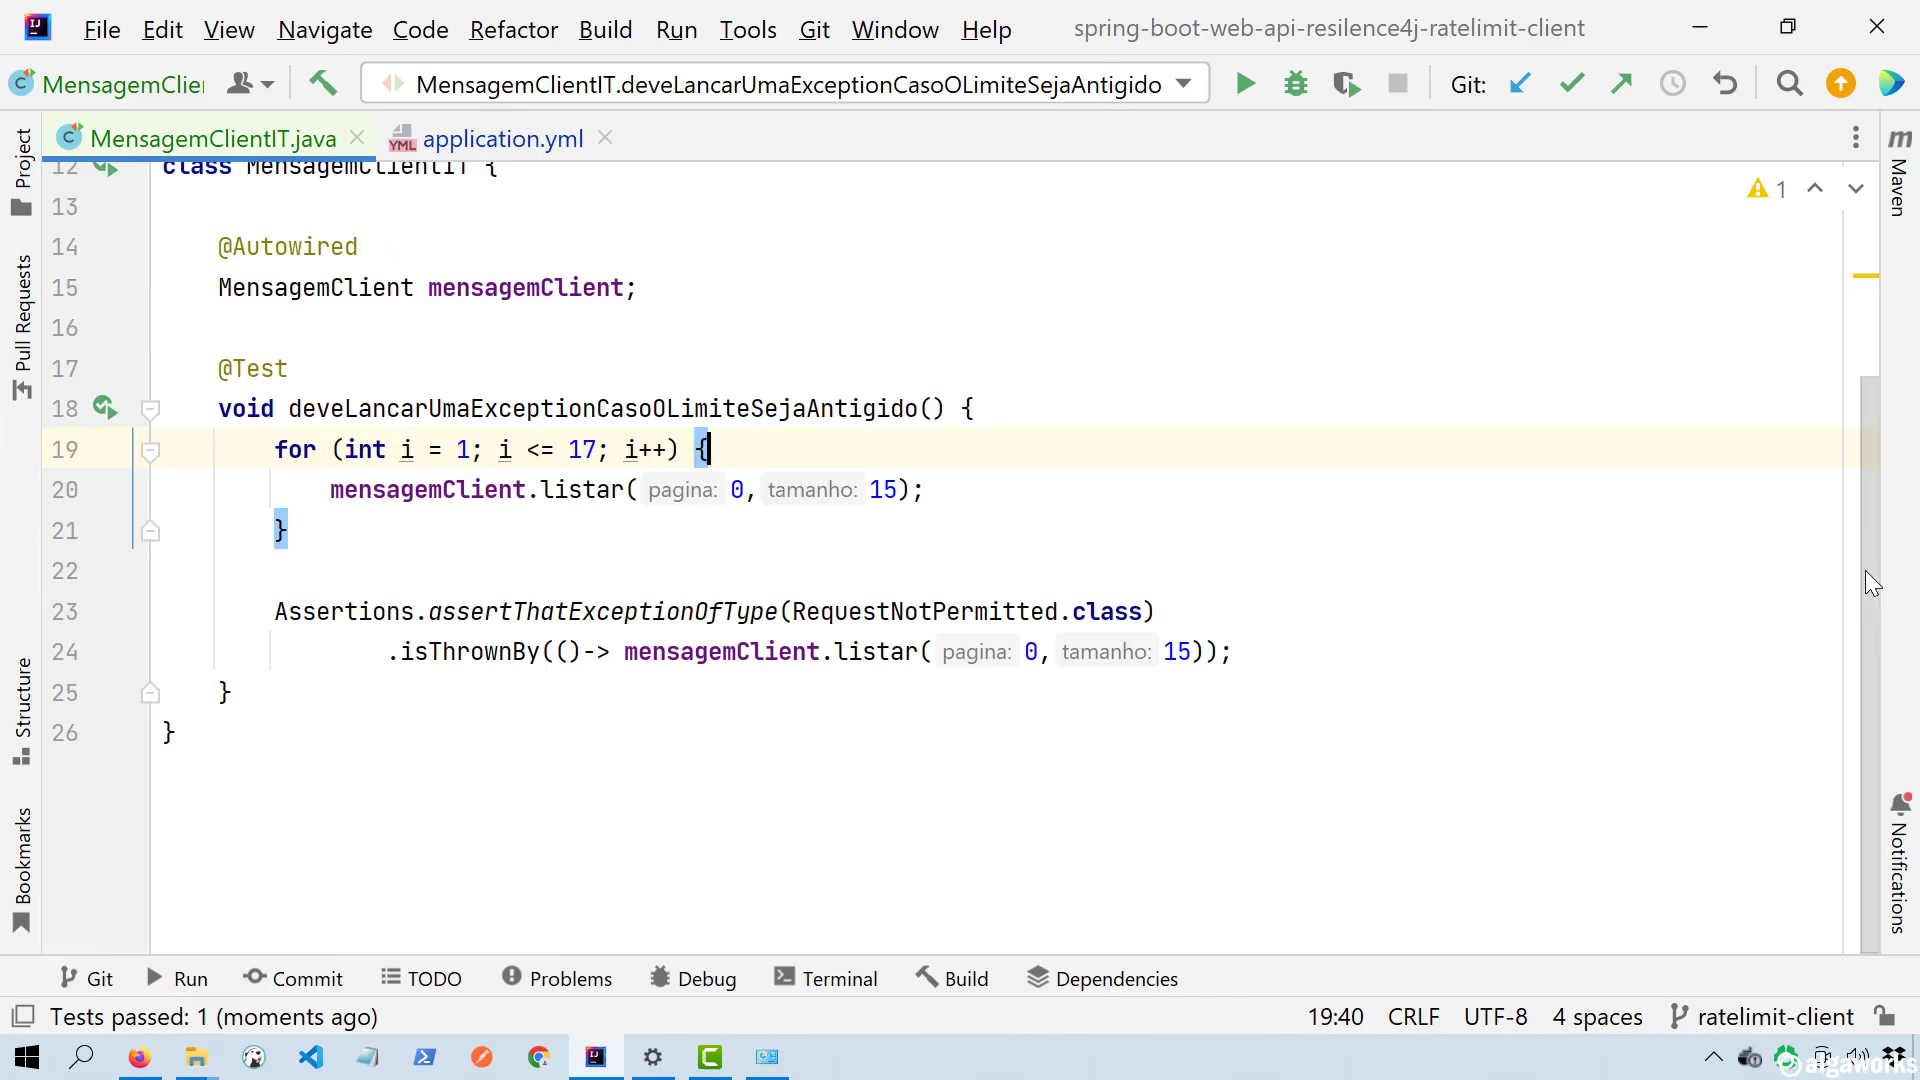 File Edit View Navigate Code Refactor Build Run Tools Git Window Help spring-boot-web-api-resilence4j-ratelimit-client
MensagemClie MensagemClientIT.deveLancarUmaExceptionCasoOLimiteSejaAntigido Git:
MensagemClientIT.java application.yml
Project
Pull Requests
Structure
Bookmarks
Maven
Notifications
1
12 class MensagemClientIT {
13
14 @Autowired
15 MensagemClient mensagemClient;
16
17 @Test
18 void deveLancarUmaExceptionCasoOLimiteSejaAntigido() {
19 for (int i = 1; i <= 17; i++) {
20 mensagemClient.listar( pagina: 0, tamanho: 15);
21 }
22
23 Assertions.assertThatExceptionOfType(RequestNotPermitted.class)
24 .isThrownBy(()-> mensagemClient.listar( pagina: 0, tamanho: 15));
25 }
26 }
Git Run Commit TODO Problems Debug Terminal Build Dependencies
Tests passed: 1 (moments ago) 19:40 CRLF UTF-8 4 spaces ratelimit-client
algaworks